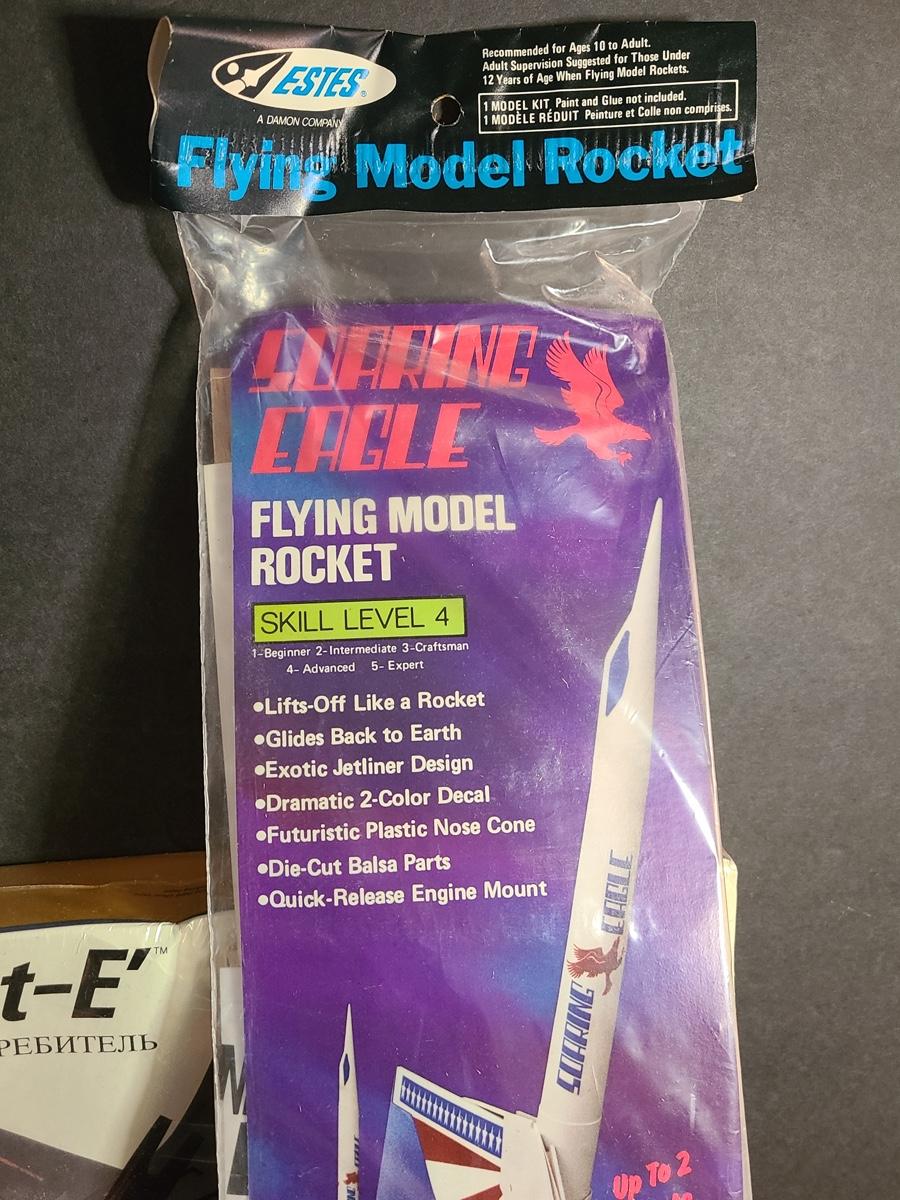 ESTES®
A DAMON COMPANY
Recommended for Ages 10 to Adult.
Adult Supervision Suggested for Those Under
12 Years of Age When Flying Model Rockets.
1 MODEL KIT Paint and Glue not included.
1 MODÈLE RÉDUIT Peinture et Colle non comprises.
Flying Model Rocket
SOARING
EAGLE
FLYING MODEL
ROCKET
SKILL LEVEL 4
1-Beginner 2-Intermediate 3-Craftsman
4- Advanced 5- Expert
•Lifts-Off Like a Rocket
•Glides Back to Earth
•Exotic Jetliner Design
•Dramatic 2-Color Decal
•Futuristic Plastic Nose Cone
•Die-Cut Balsa Parts
•Quick-Release Engine Mount
SOARING EAGLE
t-E'™
РЕБИТЕЛЬ
Up To 2